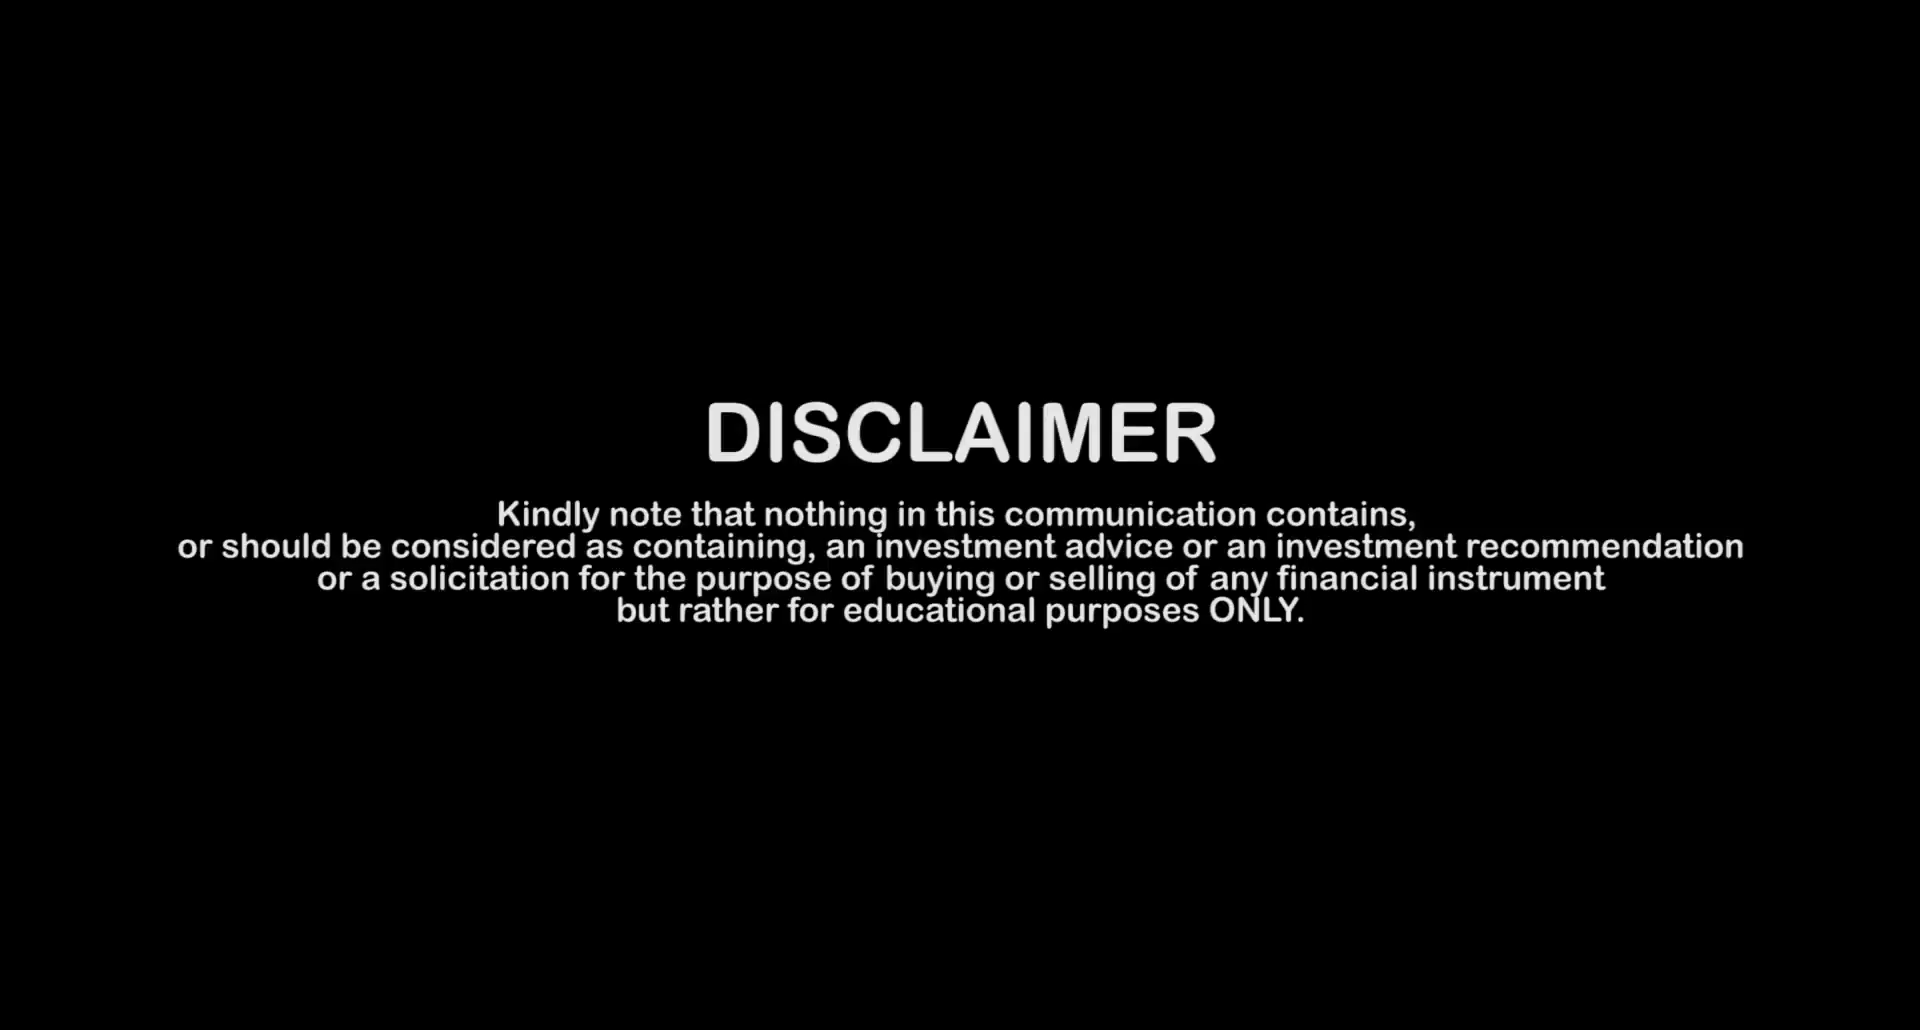 DISCLAIMER
Kindly note that nothing in this communication contains,
or should be considered as containing, an investment advice or an investment recommendation
or a solicitation for the purpose of buying or selling of any financial instrument
but rather for educational purposes ONLY.